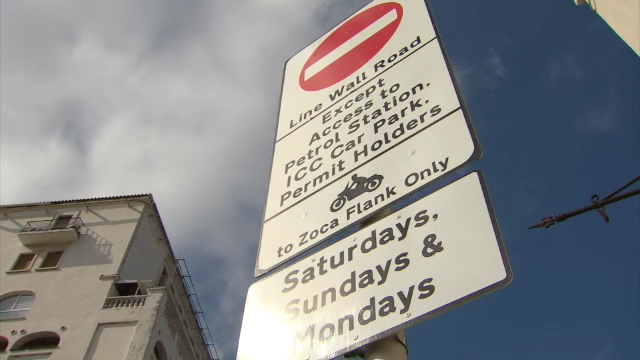 Line Wall Road
Except
Access to
Petrol Station.
ICC Car Park.
Permit Holders
to Zoca Flank Only
Saturdays,
Sundays &
Mondays